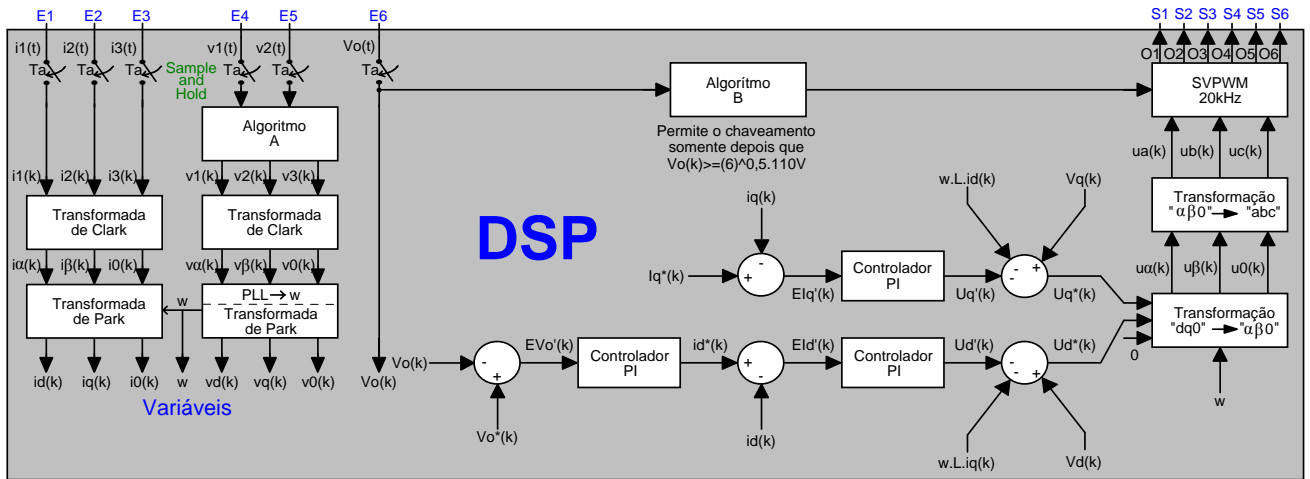 E1 E2 E3 E4 E5 E6 S1 S2 S3 S4 S5 S6
i1(t) i2(t) i3(t) v1(t) v2(t) Vo(t) O1 O2 O3 O4 O5 O6
Ta Ta Ta Ta Ta Ta
Sample
and
Hold
Algoritmo
A
Algorítmo
B
SVPWM
20kHz
Permite o chaveamento
somente depois que
Vo(k)>=(6)^0,5.110V
ua(k) ub(k) uc(k)
i1(k) i2(k) i3(k) v1(k) v2(k) v3(k)
iq(k) w.L.id(k) Vq(k)
Transformada
de Clark
Transformada
de Clark
Transformação
"αβ0" "abc"
DSP
iα(k) iβ(k) i0(k) vα(k) vβ(k) v0(k)
uα(k) uβ(k) u0(k)
Iq*(k) - + EIq'(k) Controlador
PI
Uq'(k) - + Uq*(k)
Transformada
de Park
w
PLL w
Transformada
de Park
Transformação
"dq0" "αβ0"
Vo(k) - + EVo'(k) Controlador
PI
id*(k) + - EId'(k) Controlador
PI
Ud'(k) - + Ud*(k)
0
id(k) iq(k) i0(k) w vd(k) vq(k) v0(k) Vo(k)
w
Variáveis
Vo*(k) id(k) w.L.iq(k) Vd(k)